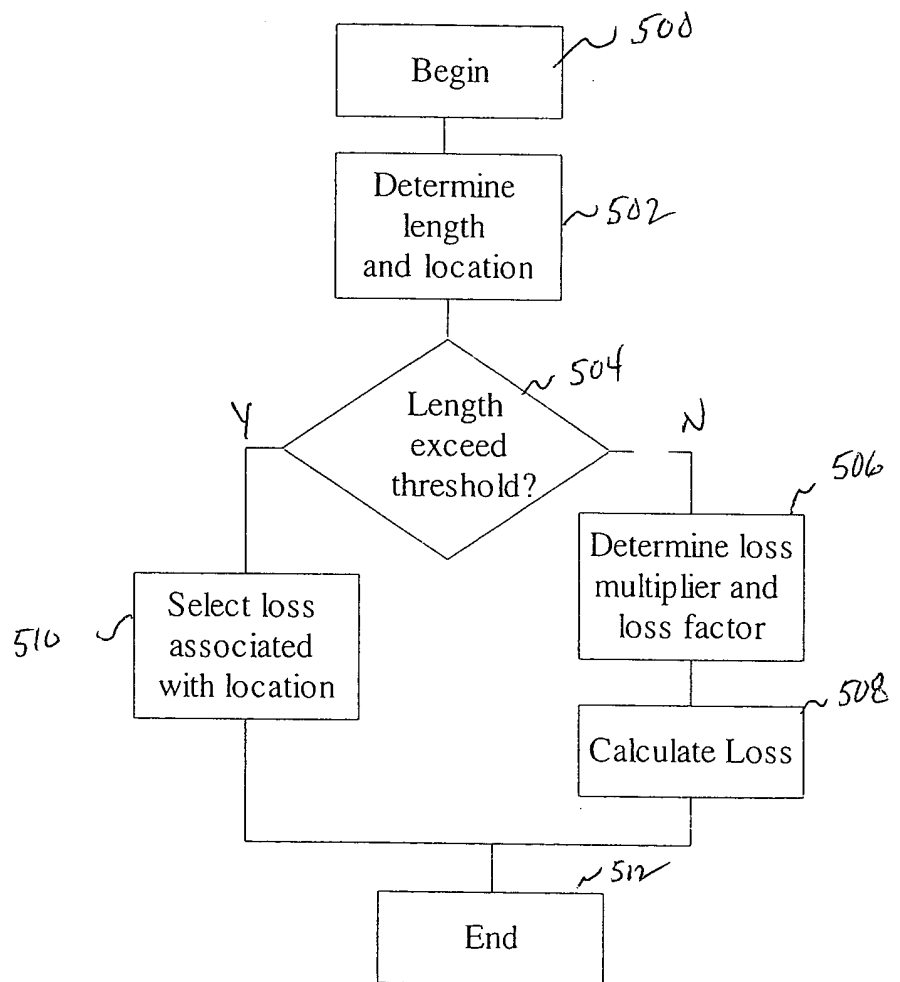 500
Begin
Determine
length
and location
502
504
Length
exceed
threshold?
Y
N
506
Determine loss
multiplier and
loss factor
510
Select loss
associated
with location
508
Calculate Loss
512
End